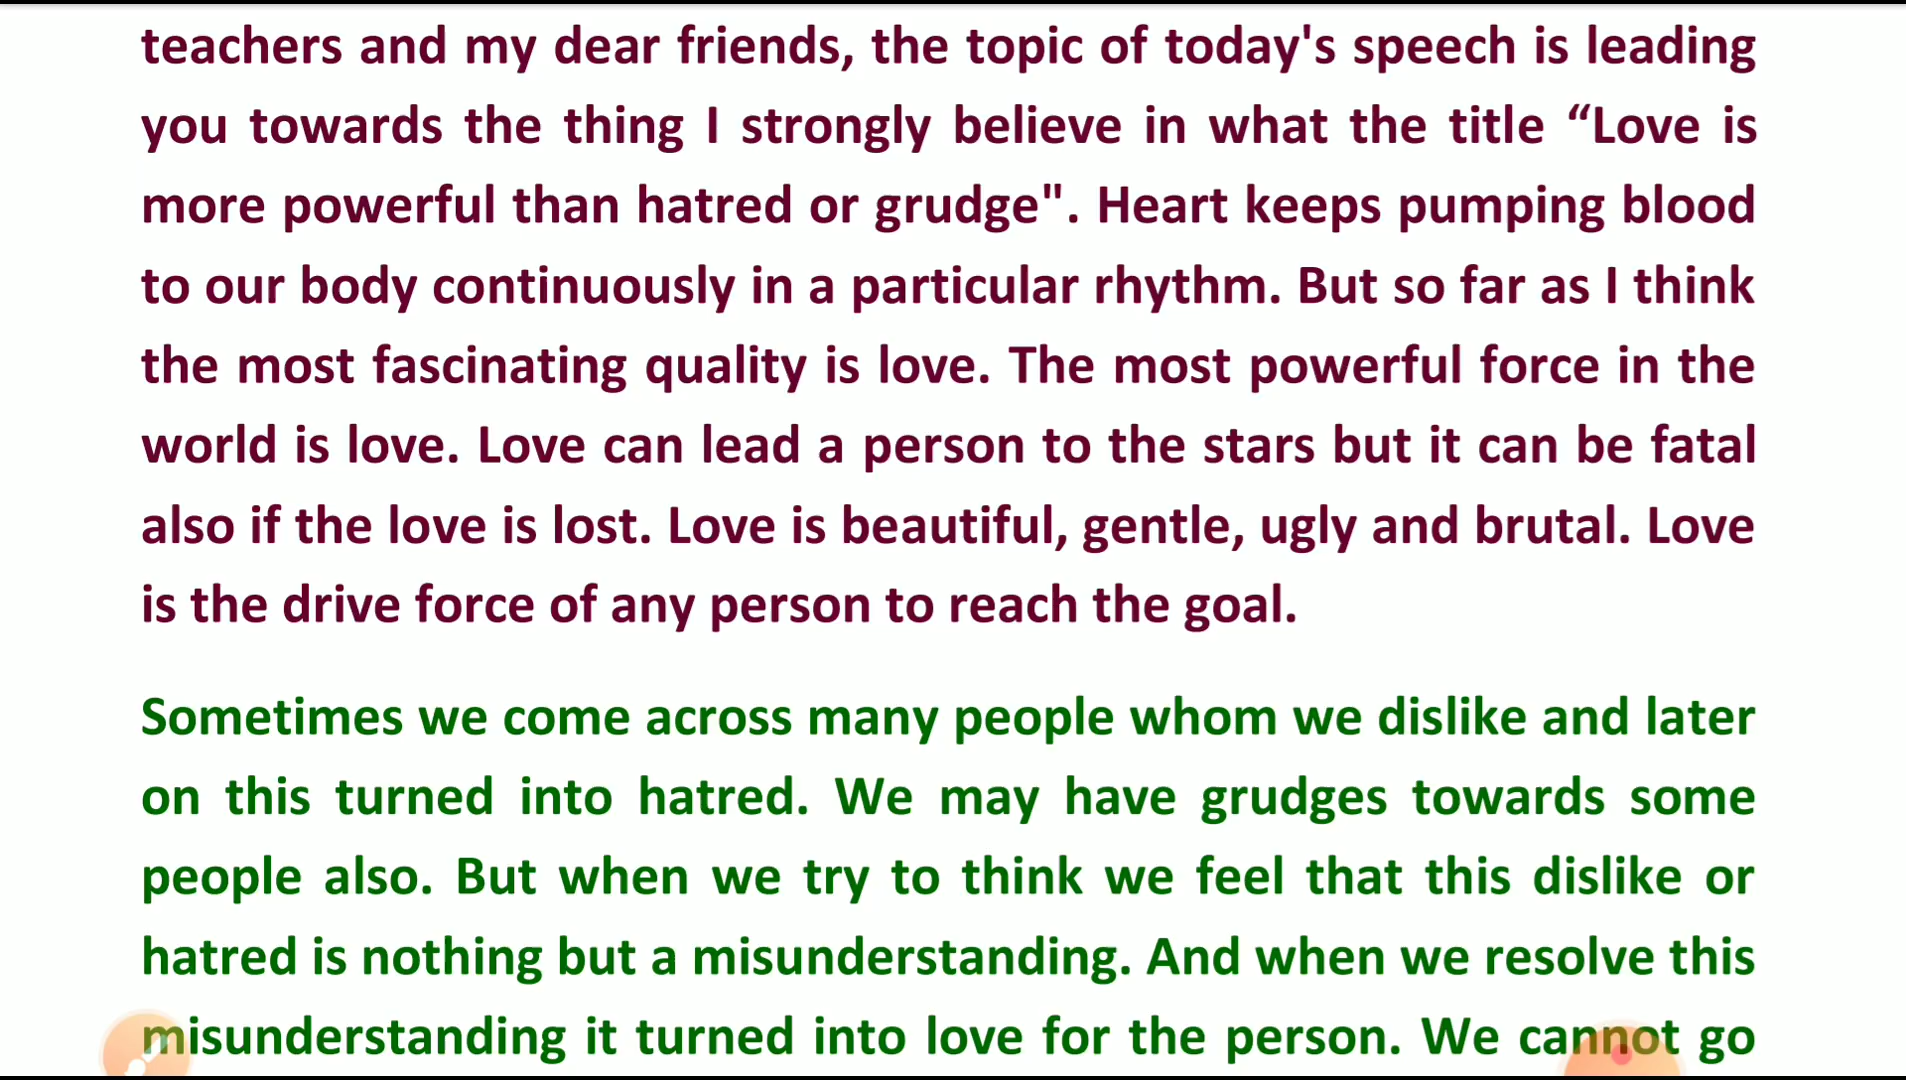 teachers and my dear friends, the topic of today's speech is leading
you towards the thing I strongly believe in what the title “Love is
more powerful than hatred or grudge". Heart keeps pumping blood
to our body continuously in a particular rhythm. But so far as I think
the most fascinating quality is love. The most powerful force in the
world is love. Love can lead a person to the stars but it can be fatal
also if the love is lost. Love is beautiful, gentle, ugly and brutal. Love
is the drive force of any person to reach the goal.
Sometimes we come across many people whom we dislike and later
on this turned into hatred. We may have grudges towards some
people also. But when we try to think we feel that this dislike or
hatred is nothing but a misunderstanding. And when we resolve this
misunderstanding it turned into love for the person. We cannot go